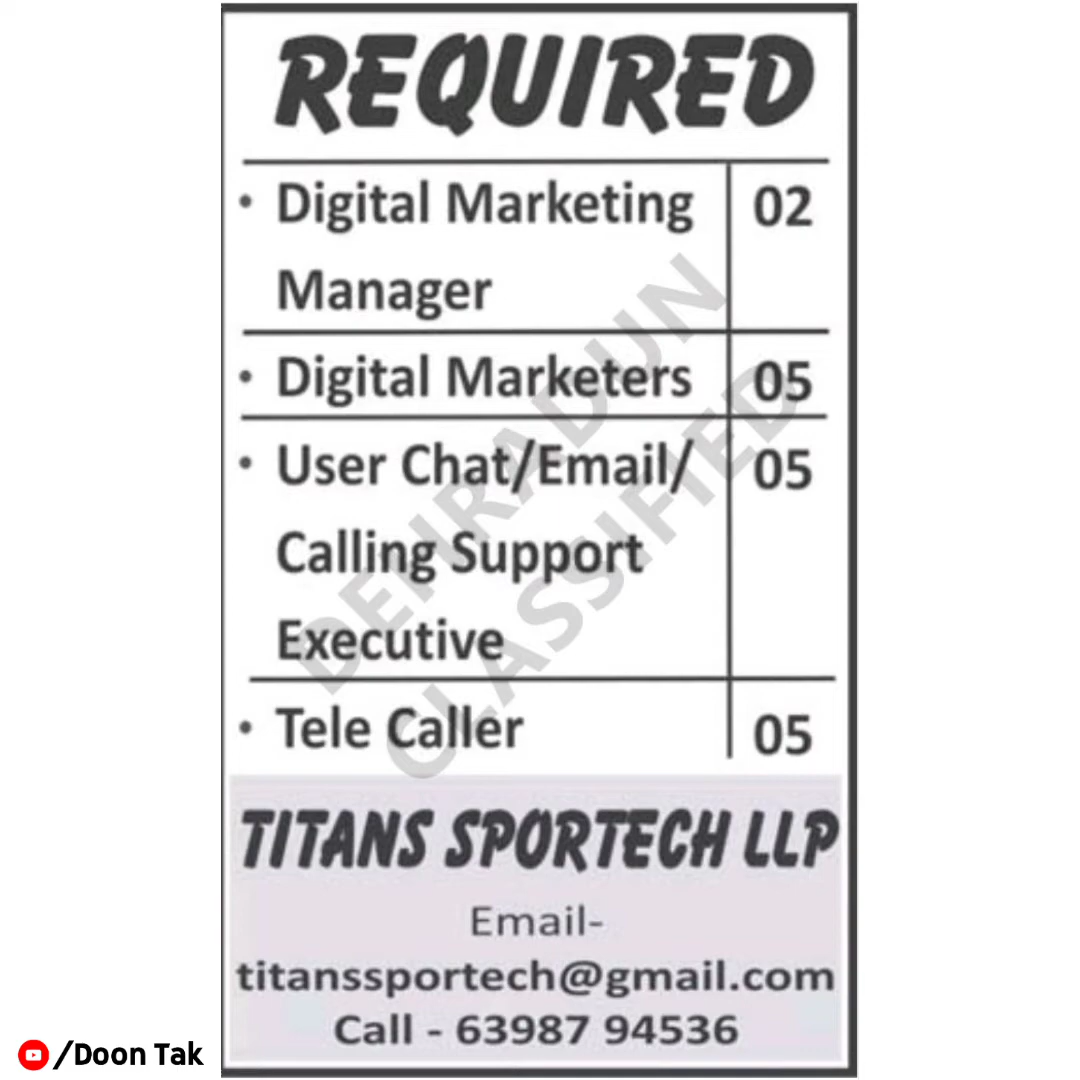 REQUIRED
• Digital Marketing 02
Manager
• Digital Marketers 05
• User Chat/Email/ 05
Calling Support
Executive
• Tele Caller 05
DEHRADUN
CLASSIFIED
TITANS SPORTECH LLP
Email-
titanssportech@gmail.com
Call - 63987 94536
/Doon Tak